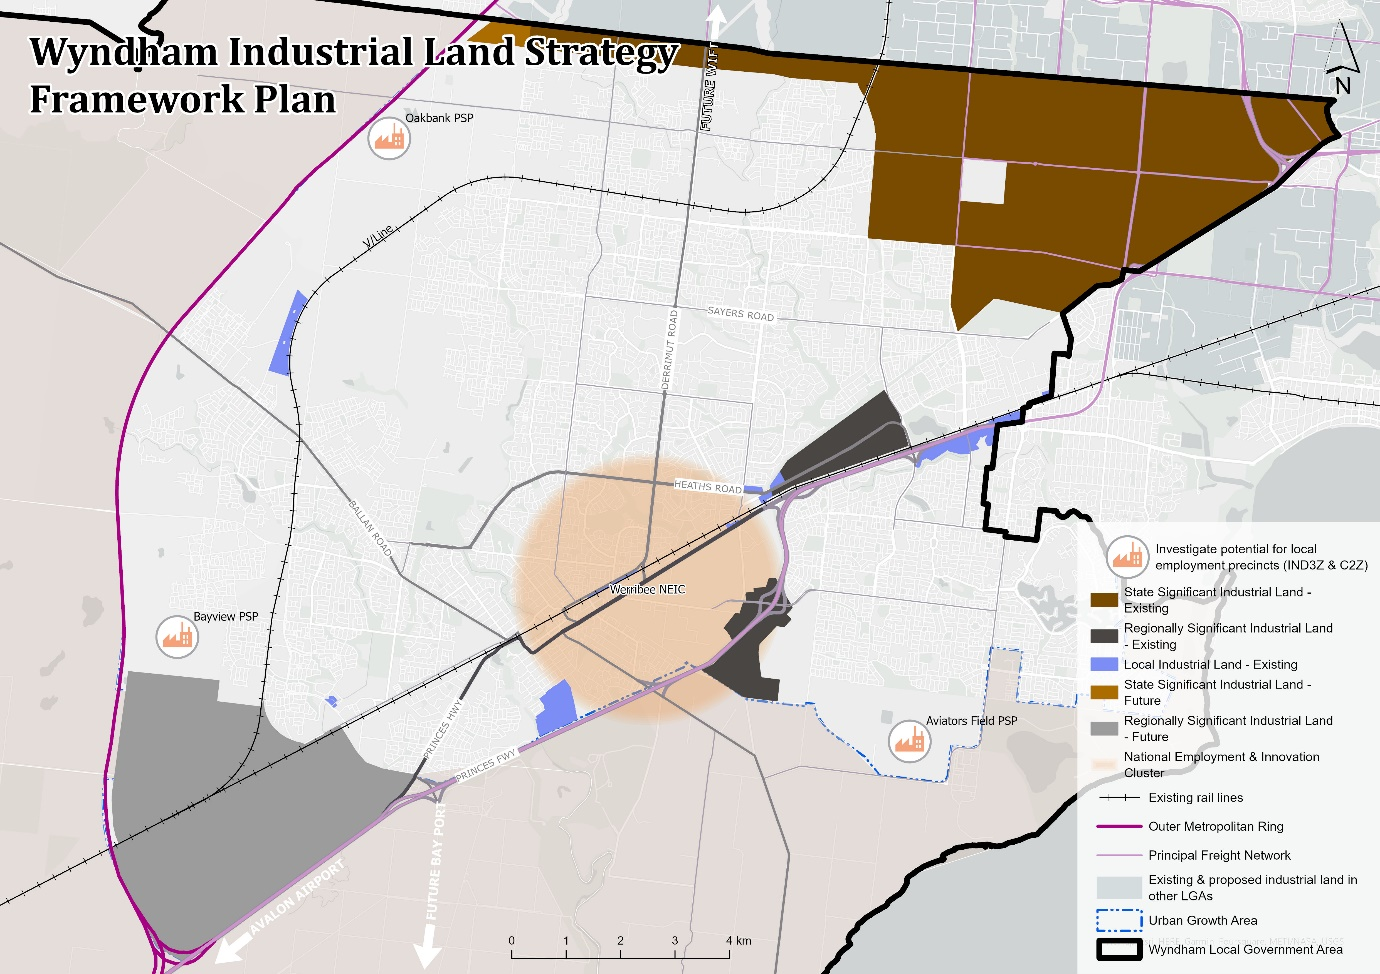 Wyndham Industrial Land Strategy
Framework Plan
N
FUTURE WIFT
Oakbank PSP
V/Line
SAYERS ROAD
DERRIMUT ROAD
HEATHS ROAD
BALLAN ROAD
Werribee NEIC
Bayview PSP
PRINCES HWY
PRINCES FWY
Aviators Field PSP
AVALON AIRPORT
FUTURE BAY PORT
0 1 2 3 4 km
Investigate potential for local
employment precincts (IND3Z & C2Z)
State Significant Industrial Land -
Existing
Regionally Significant Industrial Land
- Existing
Local Industrial Land - Existing
State Significant Industrial Land -
Future
Regionally Significant Industrial Land
- Future
National Employment & Innovation
Cluster
Existing rail lines
Outer Metropolitan Ring
Principal Freight Network
Existing & proposed industrial land in
other LGAs
Urban Growth Area
Wyndham Local Government Area